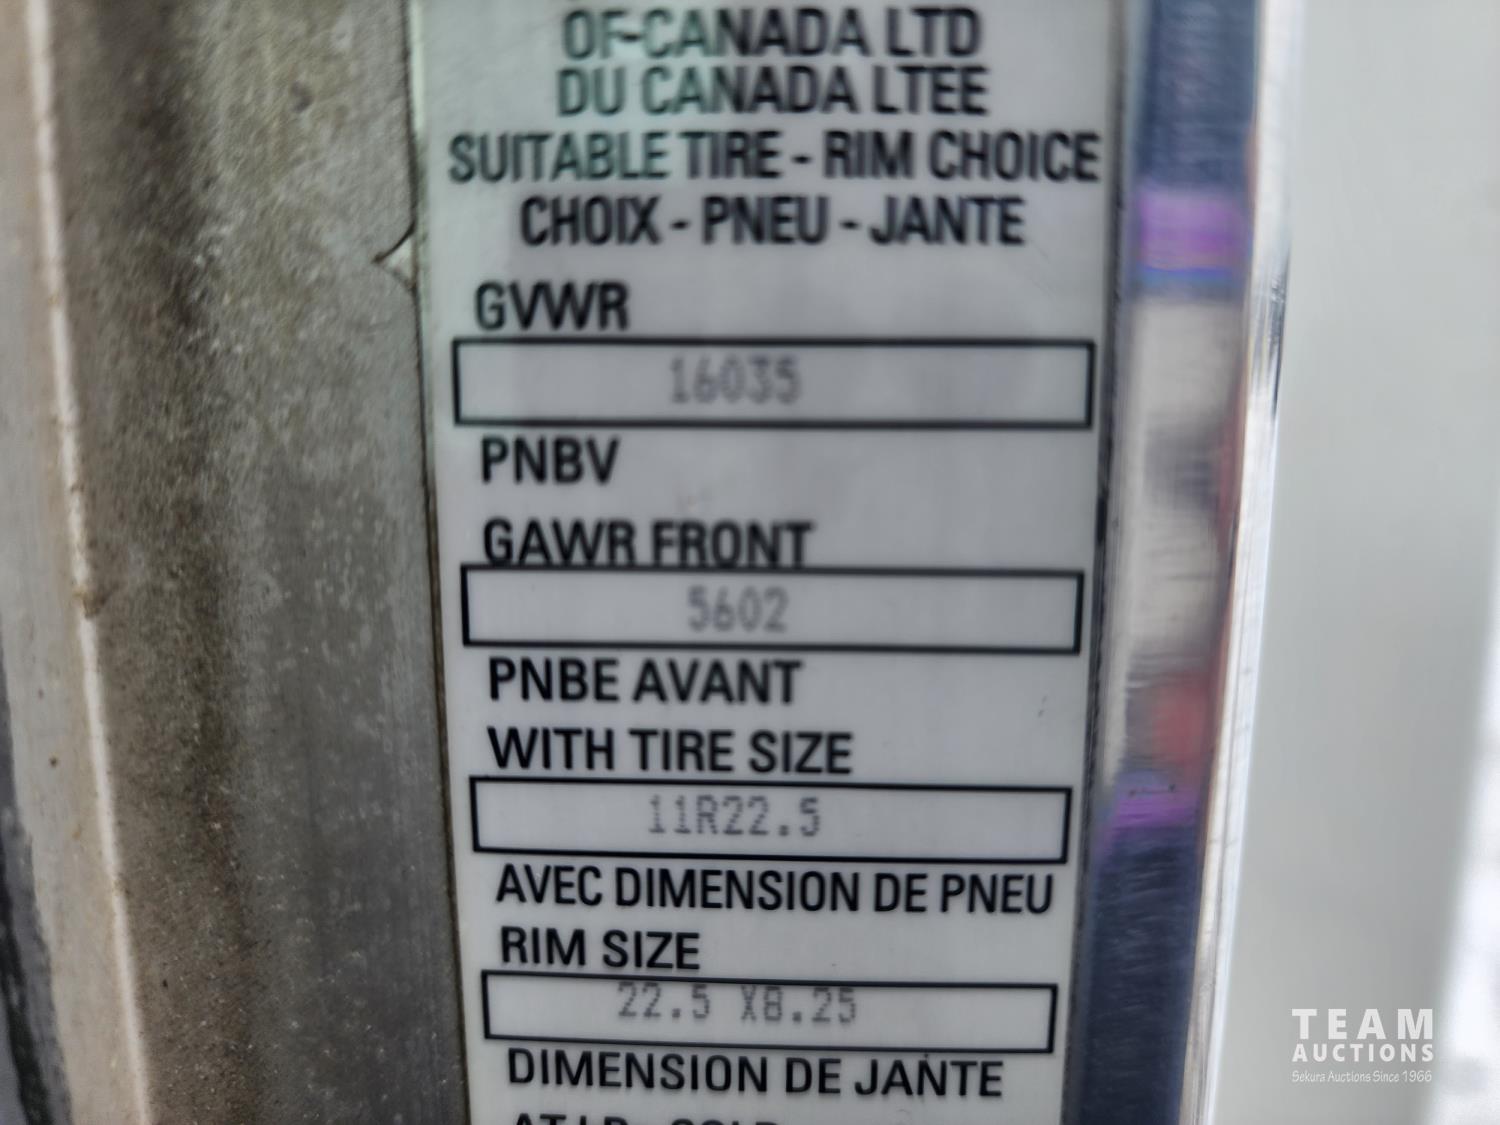 OF-CANADA LTD
DU CANADA LTEE
SUITABLE TIRE - RIM CHOICE
CHOIX - PNEU - JANTE
GVWR
16035
PNBV
GAWR FRONT
5602
PNBE AVANT
WITH TIRE SIZE
11R22.5
AVEC DIMENSION DE PNEU
RIM SIZE
22.5 X8.25
DIMENSION DE JANTE
TEAM
AUCTIONS
Sekura Auctions Since 1966